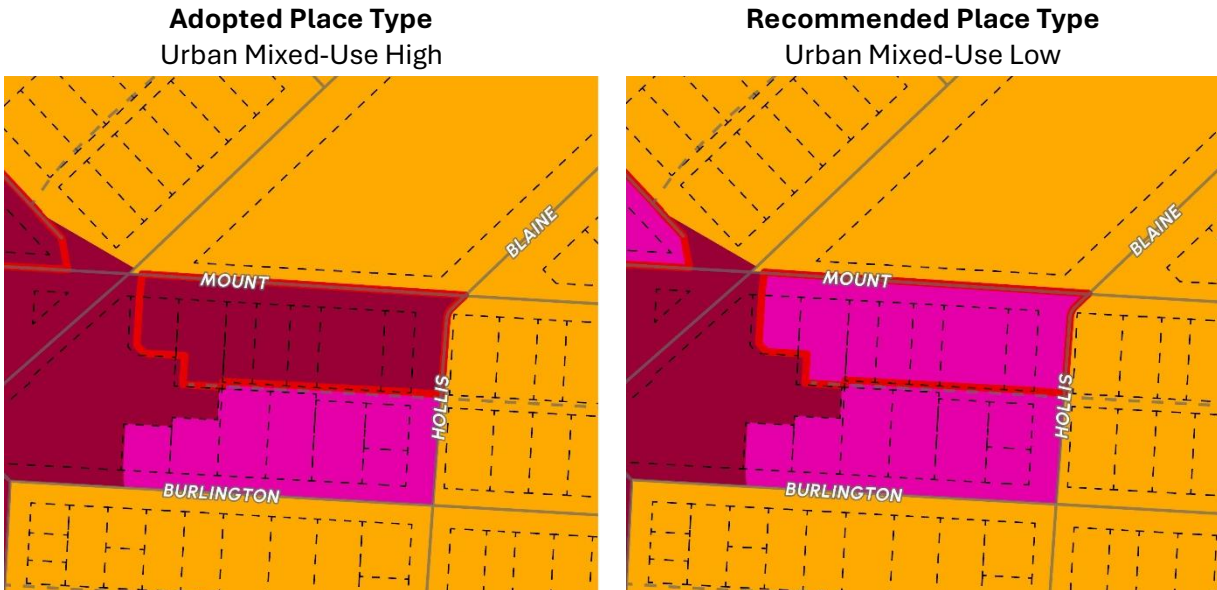 Adopted Place Type
Urban Mixed-Use High
MOUNT
BLAINE
HOLLIS
BURLINGTON
Recommended Place Type
Urban Mixed-Use Low
MOUNT
BLAINE
HOLLIS
BURLINGTON